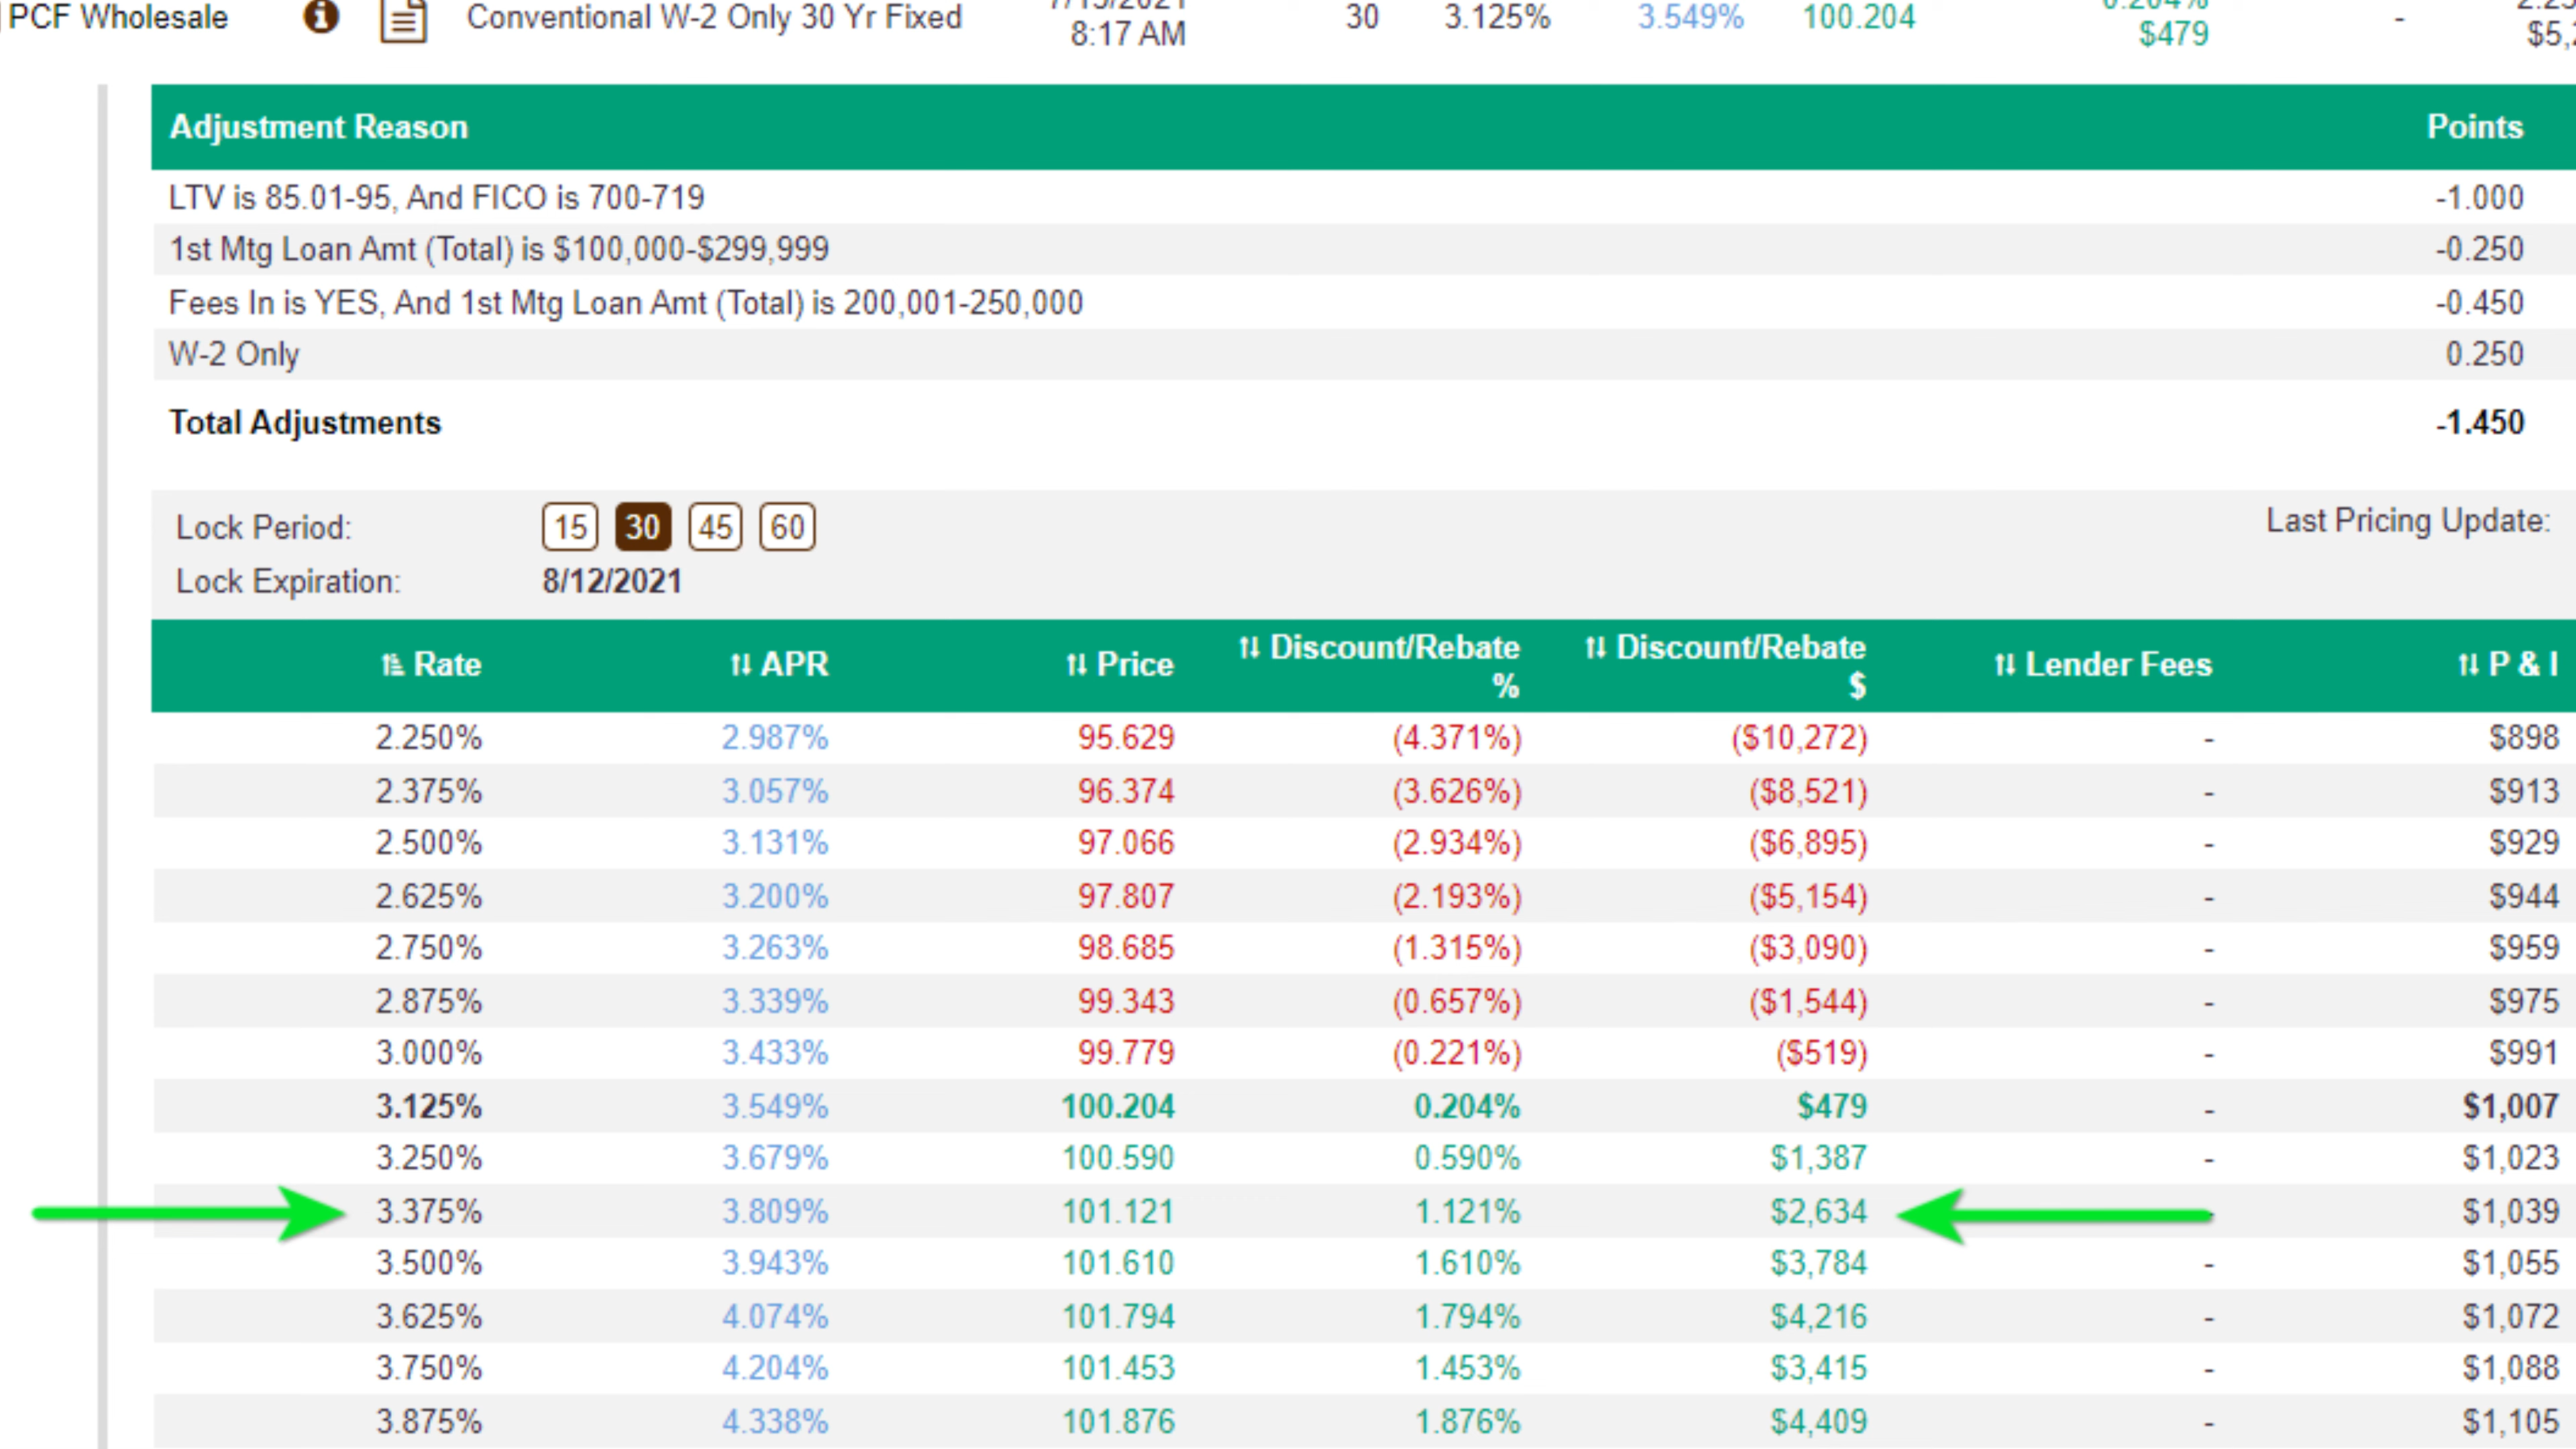 PCF Wholesale Conventional W-2 Only 30 Yr Fixed 8:17 AM 30 3.125% 3.549% 100.204 $479 -
Adjustment Reason Points
LTV is 85.01-95, And FICO is 700-719 -1.000
1st Mtg Loan Amt (Total) is $100,000-$299,999 -0.250
Fees In is YES, And 1st Mtg Loan Amt (Total) is 200,001-250,000 -0.450
W-2 Only 0.250
Total Adjustments -1.450
Lock Period: 15 30 45 60 Last Pricing Update:
Lock Expiration: 8/12/2021
Rate APR Price Discount/Rebate % Discount/Rebate $ Lender Fees P & I
2.250% 2.987% 95.629 (4.371%) ($10,272) - $898
2.375% 3.057% 96.374 (3.626%) ($8,521) - $913
2.500% 3.131% 97.066 (2.934%) ($6,895) - $929
2.625% 3.200% 97.807 (2.193%) ($5,154) - $944
2.750% 3.263% 98.685 (1.315%) ($3,090) - $959
2.875% 3.339% 99.343 (0.657%) ($1,544) - $975
3.000% 3.433% 99.779 (0.221%) ($519) - $991
3.125% 3.549% 100.204 0.204% $479 - $1,007
3.250% 3.679% 100.590 0.590% $1,387 - $1,023
3.375% 3.809% 101.121 1.121% $2,634 $1,039
3.500% 3.943% 101.610 1.610% $3,784 - $1,055
3.625% 4.074% 101.794 1.794% $4,216 - $1,072
3.750% 4.204% 101.453 1.453% $3,415 - $1,088
3.875% 4.338% 101.876 1.876% $4,409 - $1,105